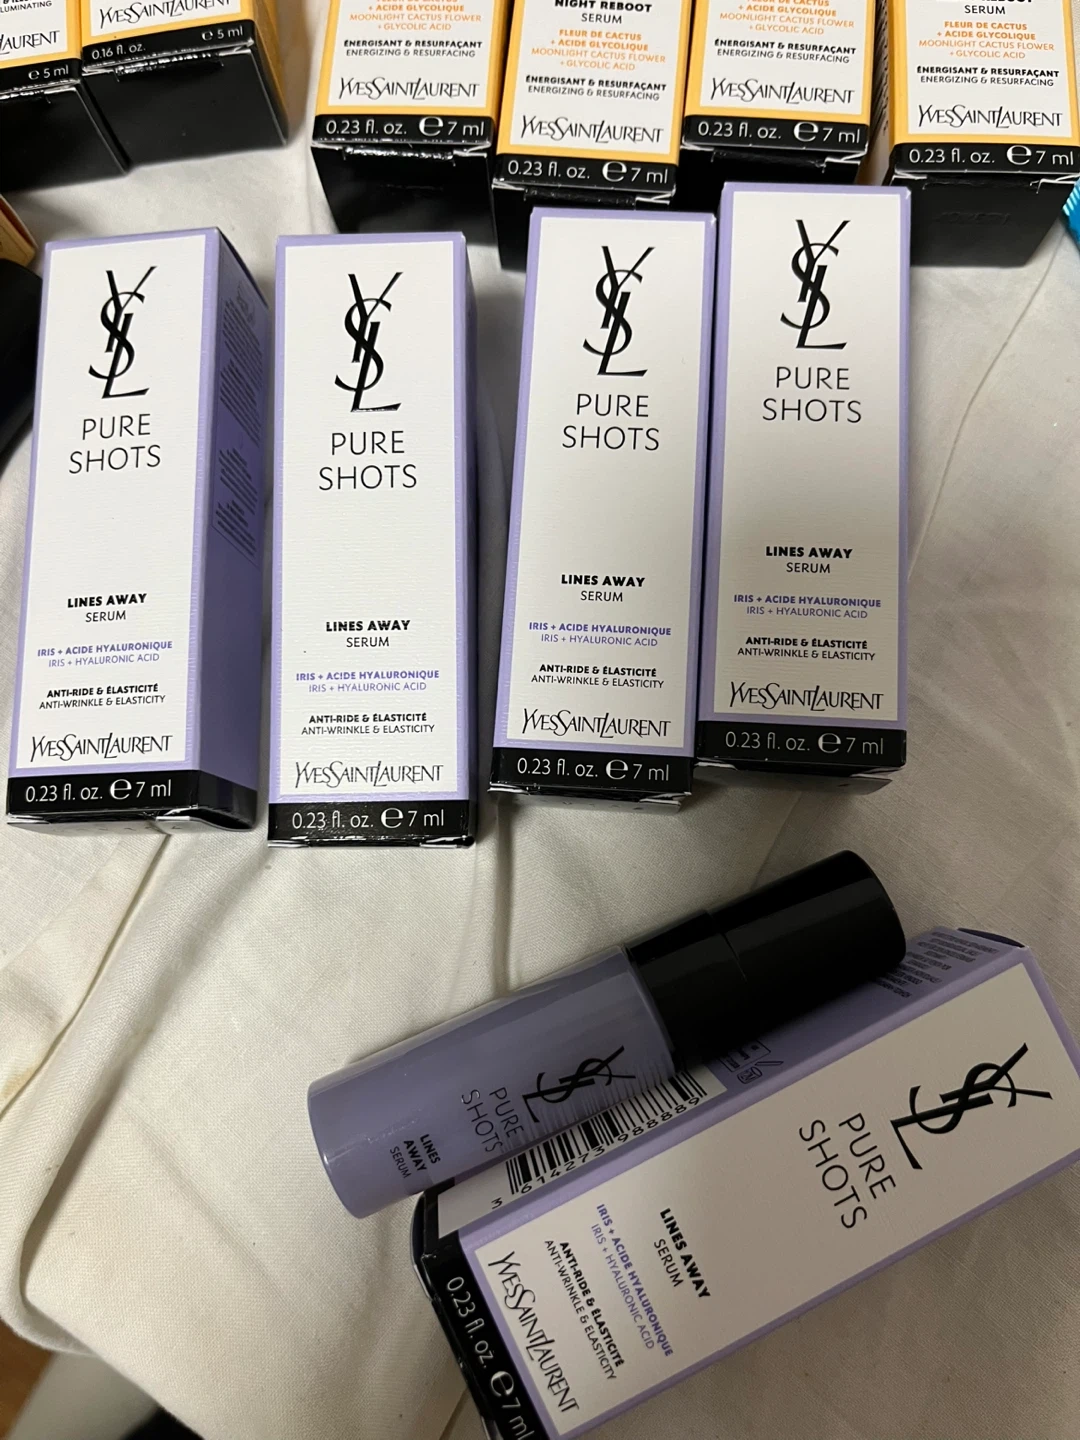 LUMINATING
YVESSAINTLAURENT
0.16 fl. oz. e 5 ml
e 5 ml
+ ACIDE GLYCOLIQUE
MOONLIGHT CACTUS FLOWER
+ GLYCOLIC ACID
ÉNERGISANT & RESURFAÇANT
ENERGIZING & RESURFACING
YVESSAINTLAURENT
0.23 fl. oz. e 7 ml
NIGHT REBOOT
SERUM
FLEUR DE CACTUS
+ ACIDE GLYCOLIQUE
MOONLIGHT CACTUS FLOWER
+ GLYCOLIC ACID
ÉNERGISANT & RESURFAÇANT
ENERGIZING & RESURFACING
YVESSAINTLAURENT
0.23 fl. oz. e 7 ml
FLEUR DE CACTUS
+ ACIDE GLYCOLIQUE
MOONLIGHT CACTUS FLOWER
+ GLYCOLIC ACID
ÉNERGISANT & RESURFAÇANT
ENERGIZING & RESURFACING
YVESSAINTLAURENT
0.23 fl. oz. e 7 ml
SERUM
FLEUR DE CACTUS
+ ACIDE GLYCOLIQUE
MOONLIGHT CACTUS FLOWER
+ GLYCOLIC ACID
ÉNERGISANT & RESURFAÇANT
ENERGIZING & RESURFACING
YVESSAINTLAURENT
0.23 fl. oz. e 7 ml
YSL
PURE
SHOTS
LINES AWAY
SERUM
IRIS + ACIDE HYALURONIQUE
IRIS + HYALURONIC ACID
ANTI-RIDE & ÉLASTICITÉ
ANTI-WRINKLE & ELASTICITY
YVESSAINTLAURENT
0.23 fl. oz. e 7 ml
YSL
PURE
SHOTS
LINES AWAY
SERUM
IRIS + ACIDE HYALURONIQUE
IRIS + HYALURONIC ACID
ANTI-RIDE & ÉLASTICITÉ
ANTI-WRINKLE & ELASTICITY
YVESSAINTLAURENT
0.23 fl. oz. e 7 ml
YSL
PURE
SHOTS
LINES AWAY
SERUM
IRIS + ACIDE HYALURONIQUE
IRIS + HYALURONIC ACID
ANTI-RIDE & ÉLASTICITÉ
ANTI-WRINKLE & ELASTICITY
YVESSAINTLAURENT
0.23 fl. oz. e 7 ml
YSL
PURE
SHOTS
LINES AWAY
SERUM
IRIS + ACIDE HYALURONIQUE
IRIS + HYALURONIC ACID
ANTI-RIDE & ÉLASTICITÉ
ANTI-WRINKLE & ELASTICITY
YVESSAINTLAURENT
0.23 fl. oz. e 7 ml
YSL
PURE
SHOTS
LINES
AWAY
SERUM
3 614273 988889
YSL
PURE
SHOTS
LINES AWAY
SERUM
IRIS + ACIDE HYALURONIQUE
IRIS + HYALURONIC ACID
ANTI-RIDE & ÉLASTICITÉ
ANTI-WRINKLE & ELASTICITY
YVESSAINTLAURENT
0.23 fl. oz. e 7 ml